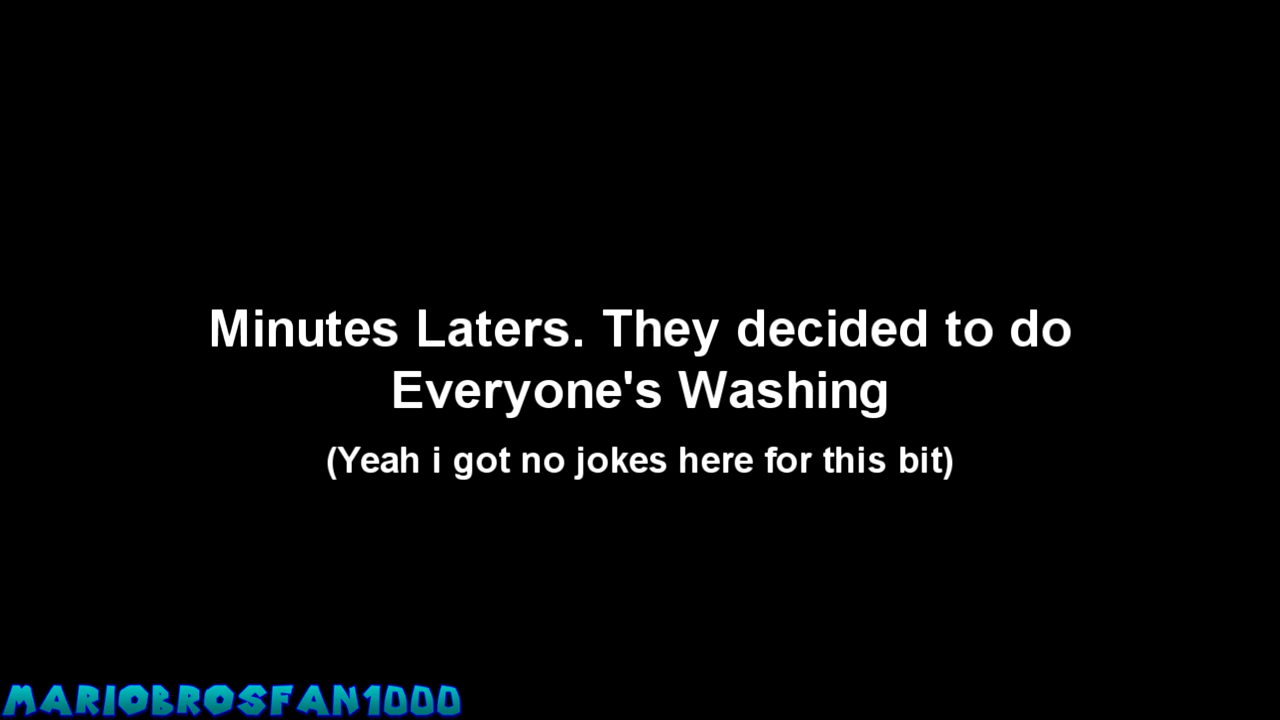 Minutes Laters. They decided to do
Everyone's Washing
(Yeah i got no jokes here for this bit)
MARIOBROSFAN1000